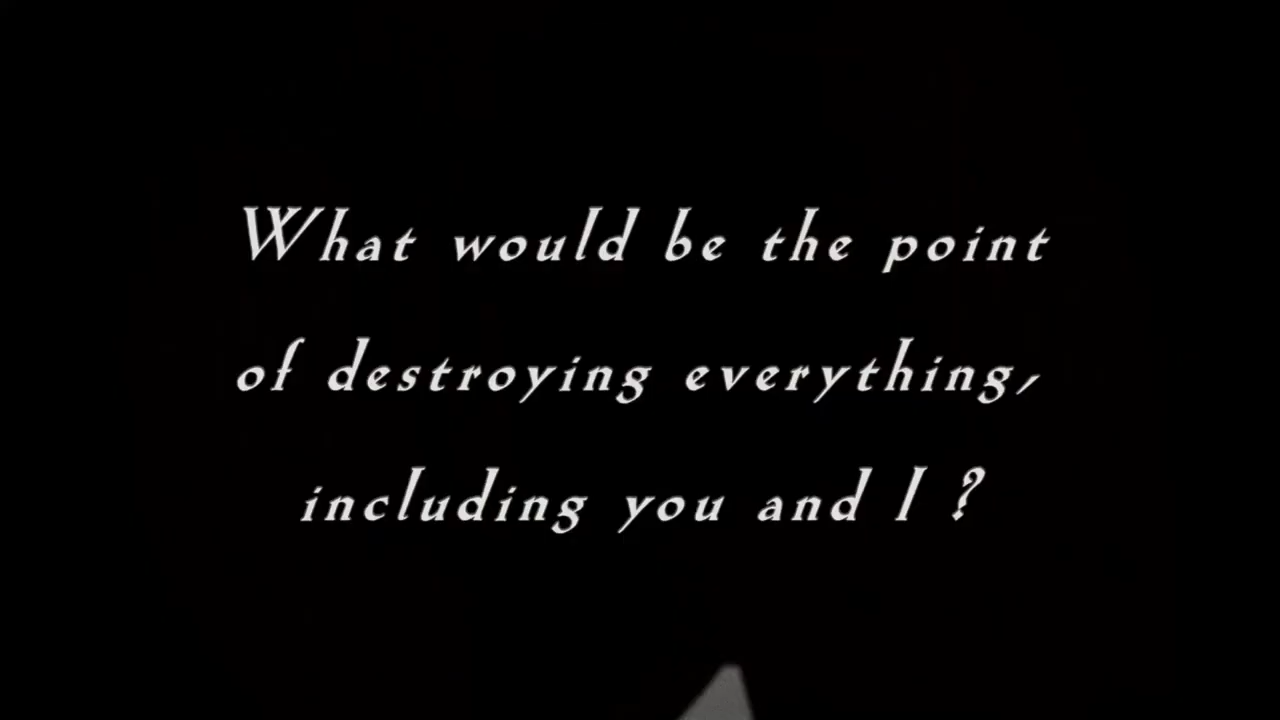 What would be the point
of destroying everything,
including you and I ?